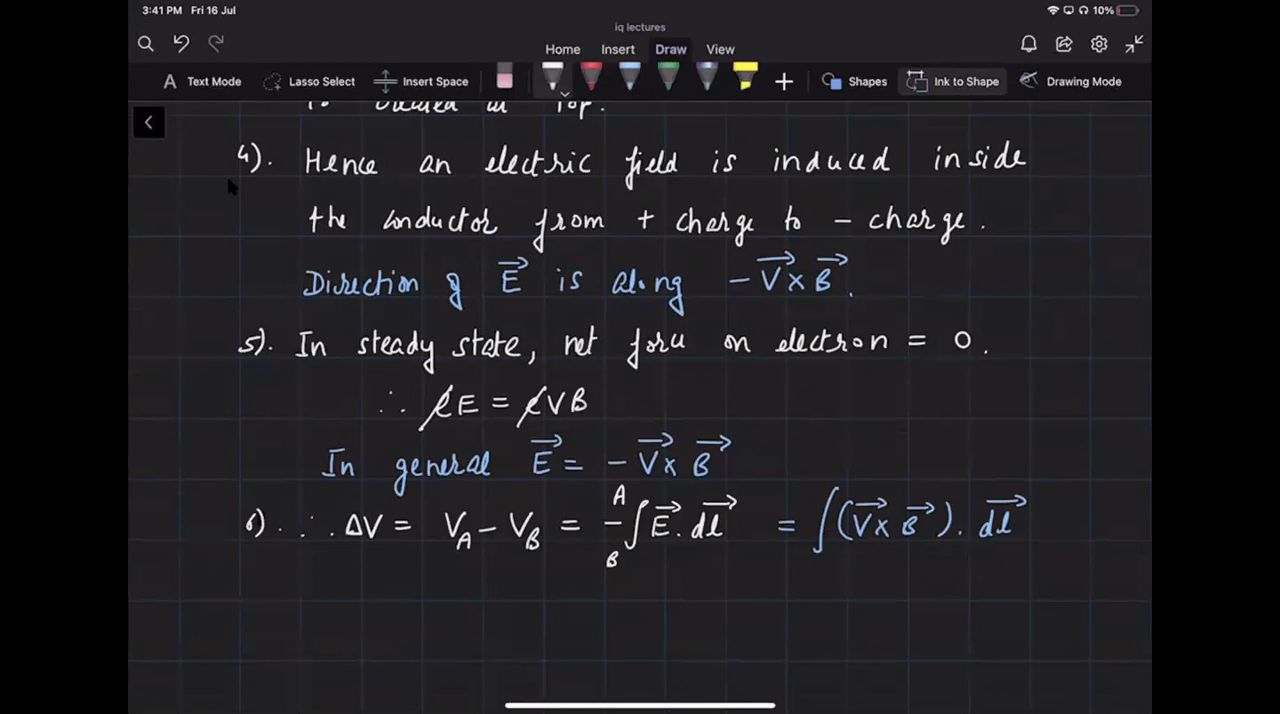 3:41 PM Fri 16 Jul
10%
iq lectures
Home Insert Draw View
Text Mode Lasso Select Insert Space Shapes Ink to Shape Drawing Mode
Top.
4). Hence an electric field is induced inside
the conductor from + charge to - charge.
Direction of E⃗ is along - V⃗ × B⃗.
5). In steady state, net force on electron = 0.
∴ eE = eVB
In general E⃗ = - V⃗ × B⃗
6). ∴ ΔV = V_A - V_B = - ∫_B^A E⃗ . dl⃗ = ∫(V⃗ × B⃗). dl⃗